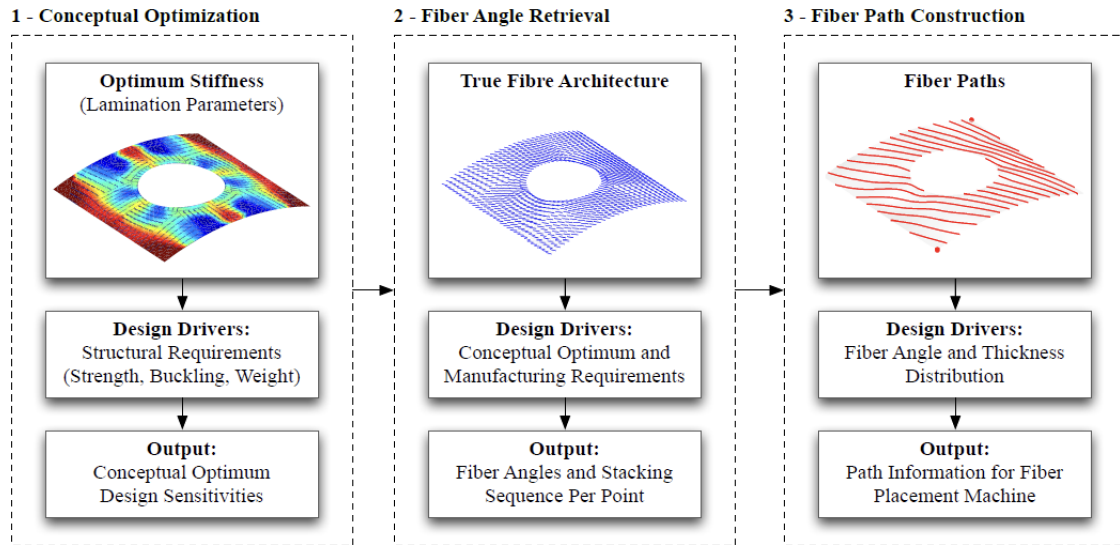 1 - Conceptual Optimization
Optimum Stiffness
(Lamination Parameters)
Design Drivers:
Structural Requirements
(Strength, Buckling, Weight)
Output:
Conceptual Optimum
Design Sensitivities
2 - Fiber Angle Retrieval
True Fibre Architecture
Design Drivers:
Conceptual Optimum and
Manufacturing Requirements
Output:
Fiber Angles and Stacking
Sequence Per Point
3 - Fiber Path Construction
Fiber Paths
Design Drivers:
Fiber Angle and Thickness
Distribution
Output:
Path Information for Fiber
Placement Machine